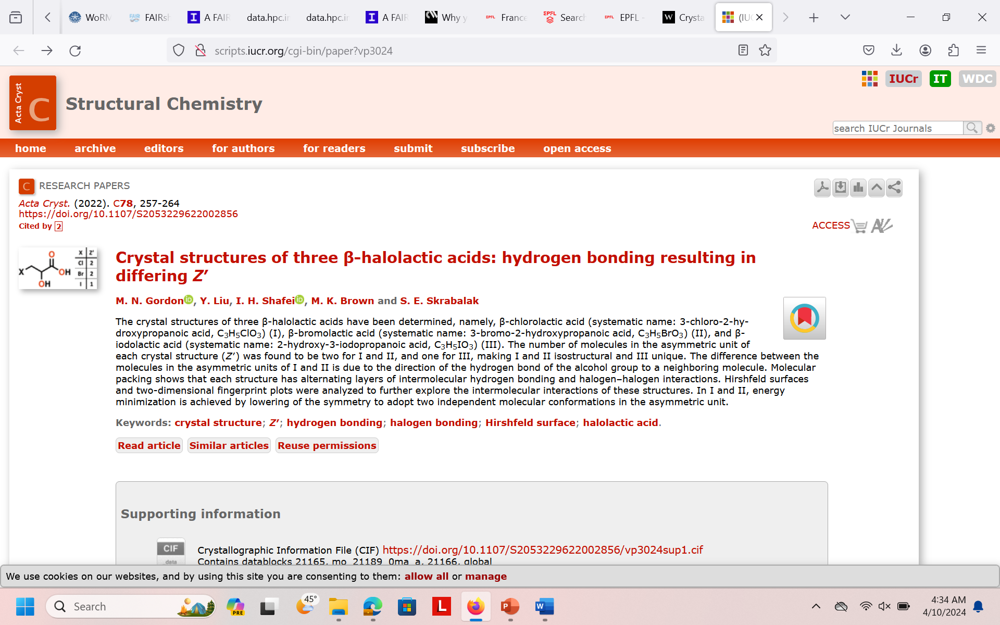 WoRM
FAIRsh
A FAIR
data.hpc.in
data.hpc.in
A FAIR
Why y
EPFL
France
EPFL
Search
EPFL
EPFL -
W
Crysta
(IUC
scripts.iucr.org/cgi-bin/paper?vp3024
IUCr
IT
WDC
Acta Cryst
C
Structural Chemistry
search IUCr Journals
home archive editors for authors for readers submit subscribe open access
C RESEARCH PAPERS
Acta Cryst. (2022). C78, 257-264
https://doi.org/10.1107/S2053229622002856
Cited by 2
ACCESS
X Z′
Cl 2
Br 2
I 1
O
X
OH
OH
Crystal structures of three β-halolactic acids: hydrogen bonding resulting in
differing Z′
M. N. Gordon iD, Y. Liu, I. H. Shafei iD, M. K. Brown and S. E. Skrabalak
The crystal structures of three β-halolactic acids have been determined, namely, β-chlorolactic acid (systematic name: 3-chloro-2-hy-
droxypropanoic acid, C₃H₅ClO₃) (I), β-bromolactic acid (systematic name: 3-bromo-2-hydroxypropanoic acid, C₃H₅BrO₃) (II), and β-
iodolactic acid (systematic name: 2-hydroxy-3-iodopropanoic acid, C₃H₅IO₃) (III). The number of molecules in the asymmetric unit of
each crystal structure (Z′) was found to be two for I and II, and one for III, making I and II isostructural and III unique. The difference between the
molecules in the asymmetric units of I and II is due to the direction of the hydrogen bond of the alcohol group to a neighboring molecule. Molecular
packing shows that each structure has alternating layers of intermolecular hydrogen bonding and halogen–halogen interactions. Hirshfeld surfaces
and two-dimensional fingerprint plots were analyzed to further explore the intermolecular interactions of these structures. In I and II, energy
minimization is achieved by lowering of the symmetry to adopt two independent molecular conformations in the asymmetric unit.
Keywords: crystal structure; Z′; hydrogen bonding; halogen bonding; Hirshfeld surface; halolactic acid.
Read article Similar articles Reuse permissions
Supporting information
CIF
data
Crystallographic Information File (CIF) https://doi.org/10.1107/S2053229622002856/vp3024sup1.cif
Contains datablocks 21165, mo_21189_0ma_a, 21166, global
We use cookies on our websites, and by using this site you are consenting to them: allow all or manage
Search
PRE
45°
L
P
W
4:34 AM
4/10/2024